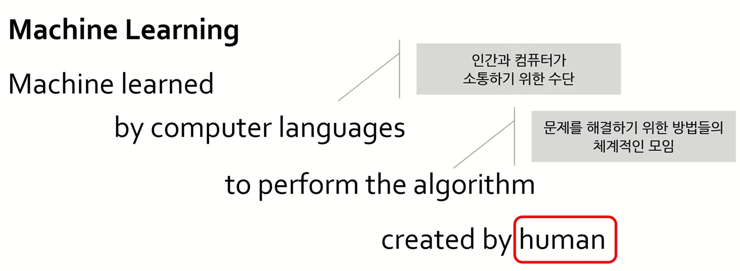 Machine Learning
Machine learned
인간과 컴퓨터가
소통하기 위한 수단
by computer languages
문제를 해결하기 위한 방법들의
체계적인 모임
to perform the algorithm
created by human